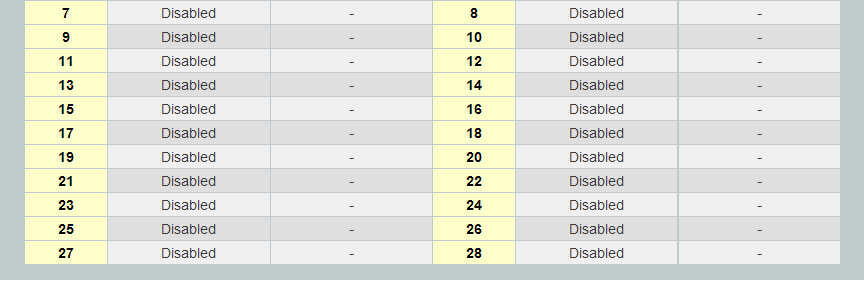 7 Disabled - 8 Disabled -
9 Disabled - 10 Disabled -
11 Disabled - 12 Disabled -
13 Disabled - 14 Disabled -
15 Disabled - 16 Disabled -
17 Disabled - 18 Disabled -
19 Disabled - 20 Disabled -
21 Disabled - 22 Disabled -
23 Disabled - 24 Disabled -
25 Disabled - 26 Disabled -
27 Disabled - 28 Disabled -